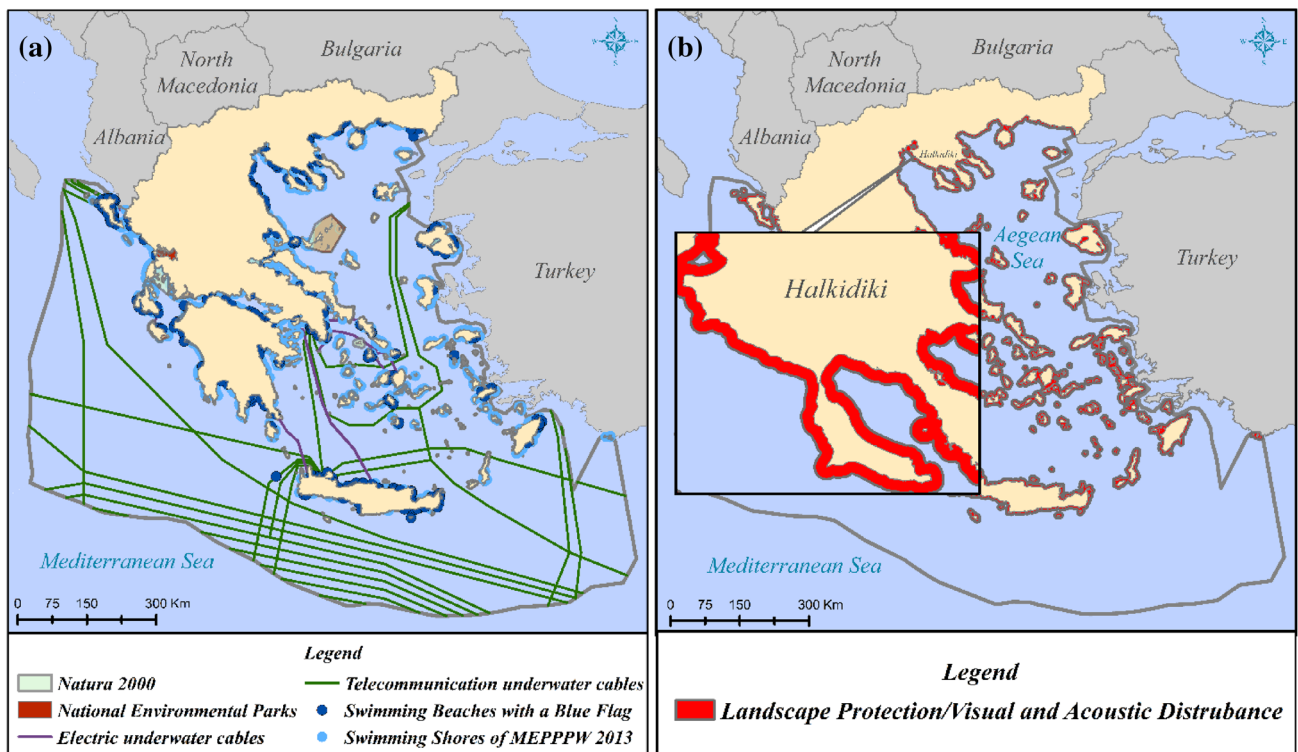 (a)
Bulgaria
North
Macedonia
Albania
Turkey
Mediterranean Sea
0 75 150 300 Km
Legend
Natura 2000
National Environmental Parks
Electric underwater cables
Telecommunication underwater cables
Swimming Beaches with a Blue Flag
Swimming Shores of MEPPPW 2013
N
W E
S
(b)
Bulgaria
North
Macedonia
Albania
Halkidiki
Aegean
Sea
Turkey
Halkidiki
Mediterranean Sea
0 75 150 300 Km
N
W E
S
Legend
Landscape Protection/Visual and Acoustic Distrubance